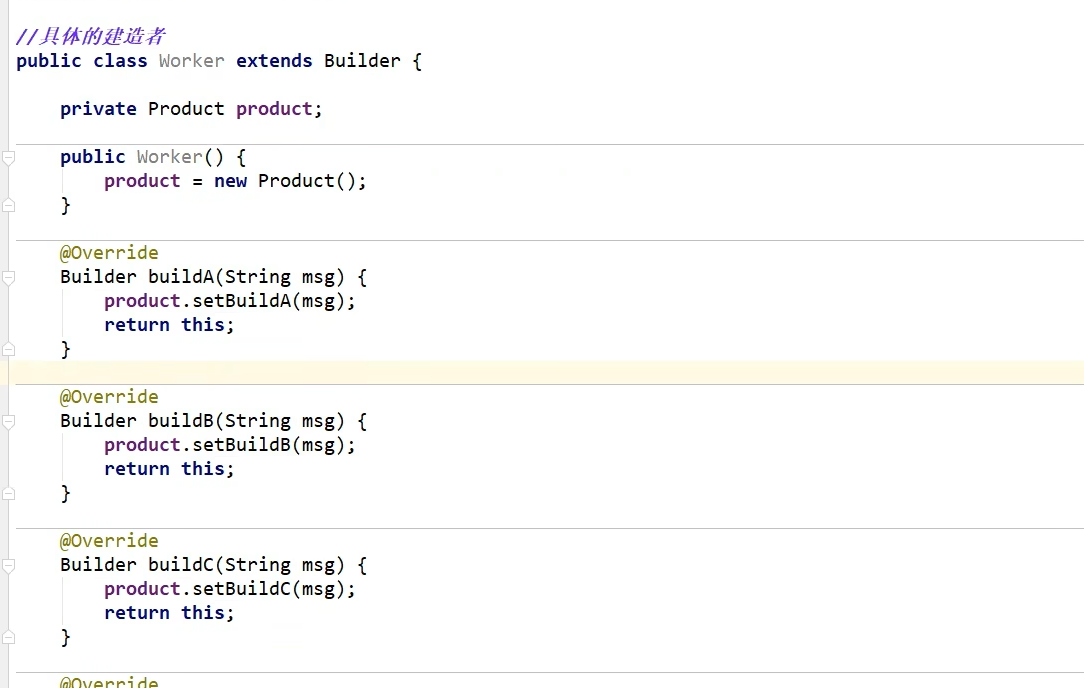 //具体的建造者
public class Worker extends Builder {
private Product product;
public Worker() {
product = new Product();
}
@Override
Builder buildA(String msg) {
product.setBuildA(msg);
return this;
}
@Override
Builder buildB(String msg) {
product.setBuildB(msg);
return this;
}
@Override
Builder buildC(String msg) {
product.setBuildC(msg);
return this;
}
@Override